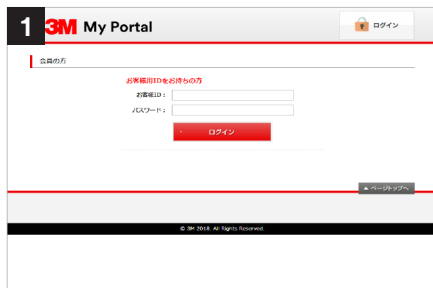 1
3M My Portal
ログイン
会員の方
お客様用IDをお持ちの方
お客様ID：
パスワード：
ログイン
▲ ページトップへ
© 3M 2018. All Rights Reserved.